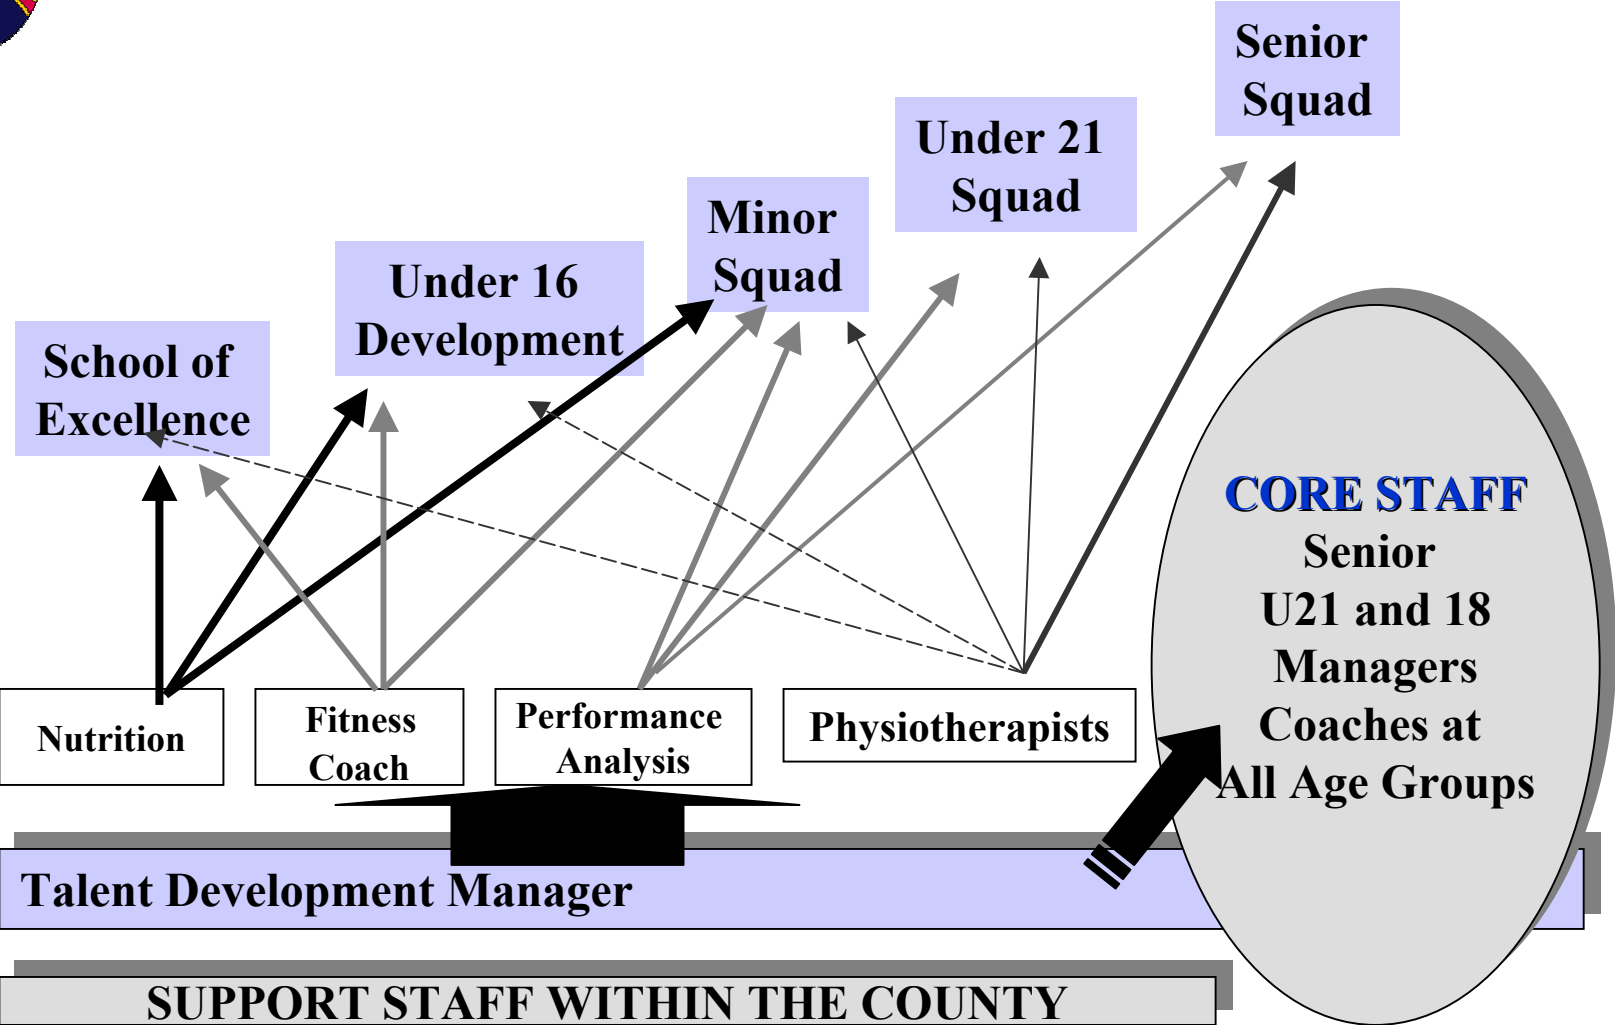 Senior
Squad
Under 21
Squad
Minor
Squad
Under 16
Development
School of
Excellence
CORE STAFF
Senior
U21 and 18
Managers
Coaches at
All Age Groups
Nutrition
Fitness
Coach
Performance
Analysis
Physiotherapists
Talent Development Manager
SUPPORT STAFF WITHIN THE COUNTY